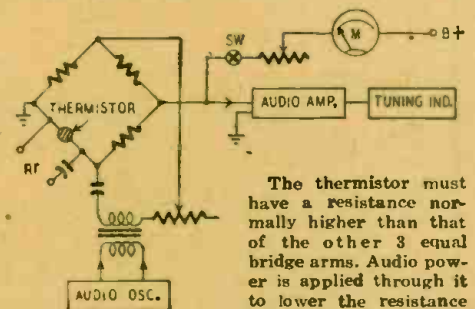 SW
M
B+
THERMISTOR
AUDIO AMP.
TUNING IND.
RF
AUDIO OSC.
The thermistor must
have a resistance nor-
mally higher than that
of the other 3 equal
bridge arms. Audio pow-
er is applied through it
to lower the resistance